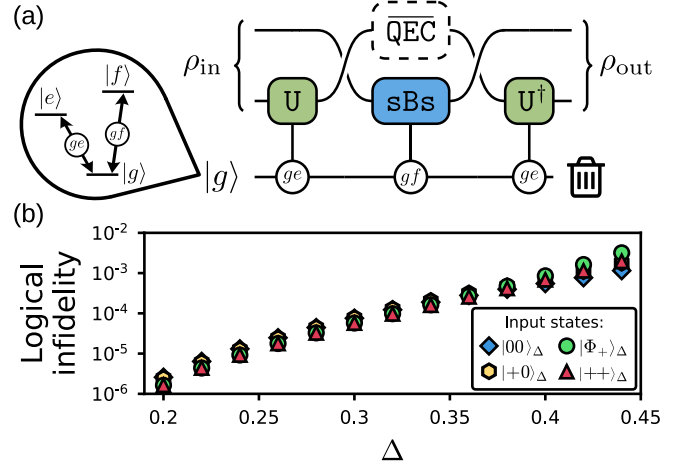 (a)
|e⟩
|f⟩
ge
gf
|g⟩
ρin
QEC
U
sBs
U†
ρout
|g⟩
ge
gf
ge
(b)
Logical infidelity
10⁻²
10⁻³
10⁻⁴
10⁻⁵
10⁻⁶
Input states:
|00⟩Δ
|Φ+⟩Δ
|+0⟩Δ
|++⟩Δ
0.2
0.25
0.3
0.35
0.4
0.45
Δ